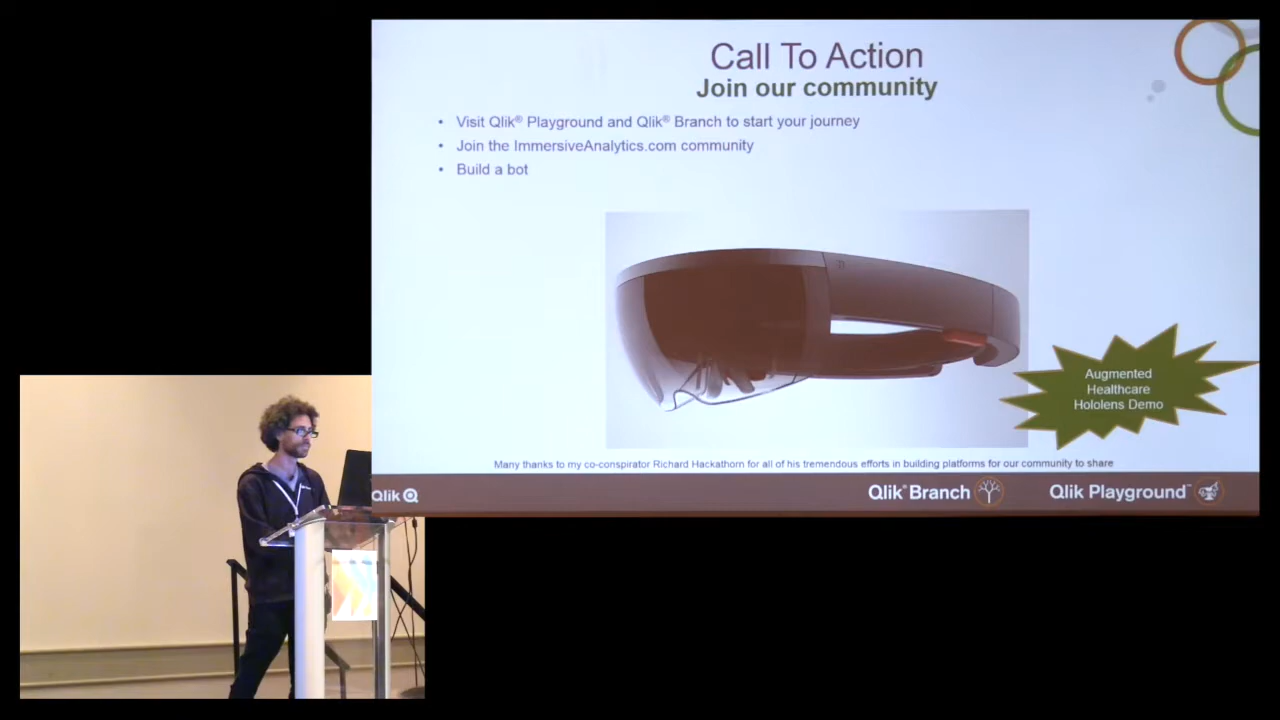 Call To Action
Join our community
• Visit Qlik® Playground and Qlik® Branch to start your journey
• Join the ImmersiveAnalytics.com community
• Build a bot
Augmented
Healthcare
Hololens Demo
Many thanks to my co-conspirator Richard Hackathorn for all of his tremendous efforts in building platforms for our community to share
Qlik
Qlik® Branch
Qlik Playground™